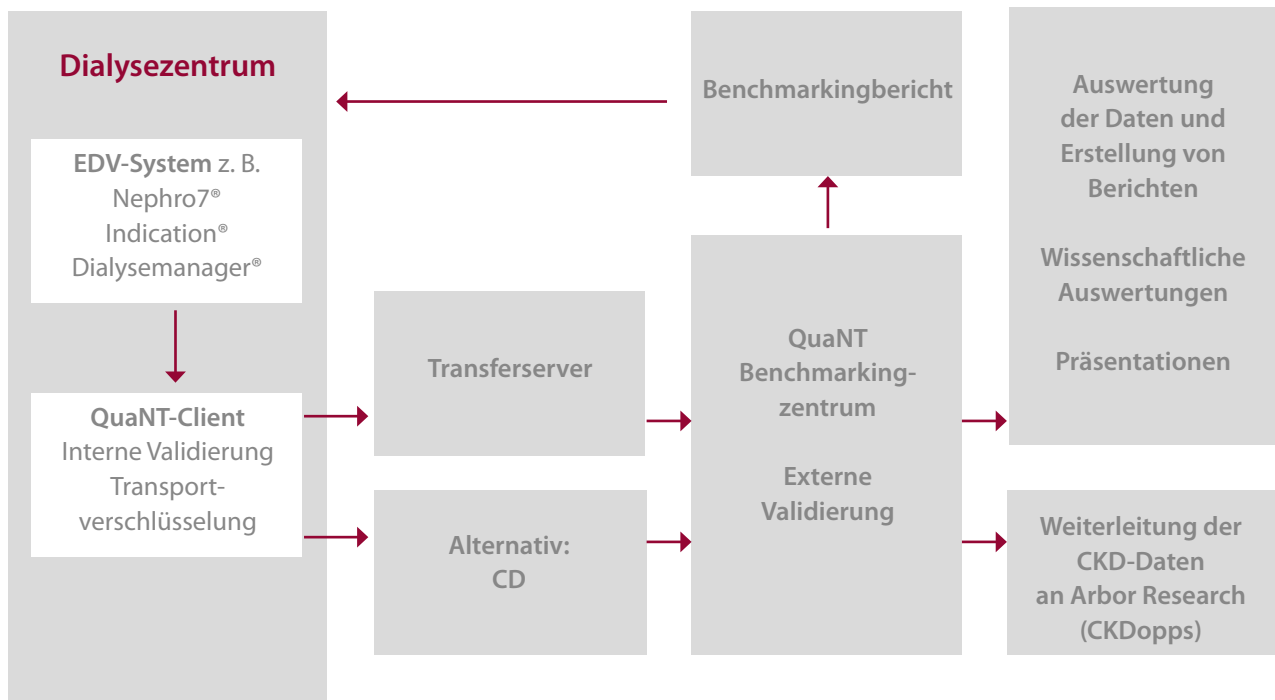 Dialysezentrum
EDV-System z. B.
Nephro7®
Indication®
Dialysemanager®
QuaNT-Client
Interne Validierung
Transport-
verschlüsselung
Transferserver
Alternativ:
CD
Benchmarkingbericht
QuaNT
Benchmarking-
zentrum
Externe
Validierung
Auswertung
der Daten und
Erstellung von
Berichten
Wissenschaftliche
Auswertungen
Präsentationen
Weiterleitung der
CKD-Daten
an Arbor Research
(CKDopps)